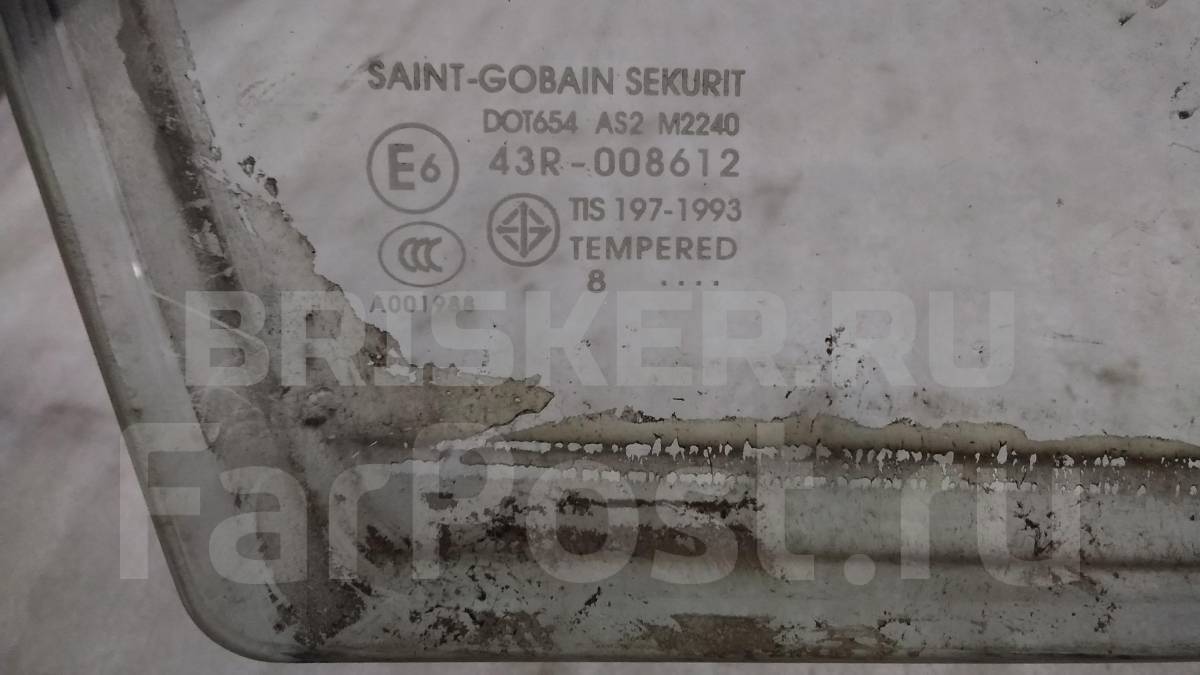 SAINT-GOBAIN SEKURIT
DOT654 AS2 M2240
E6 43R-008612
TIS 197-1993
CCC TEMPERED
8 ....
A001988
BRISKER.RU
FarPost.ru